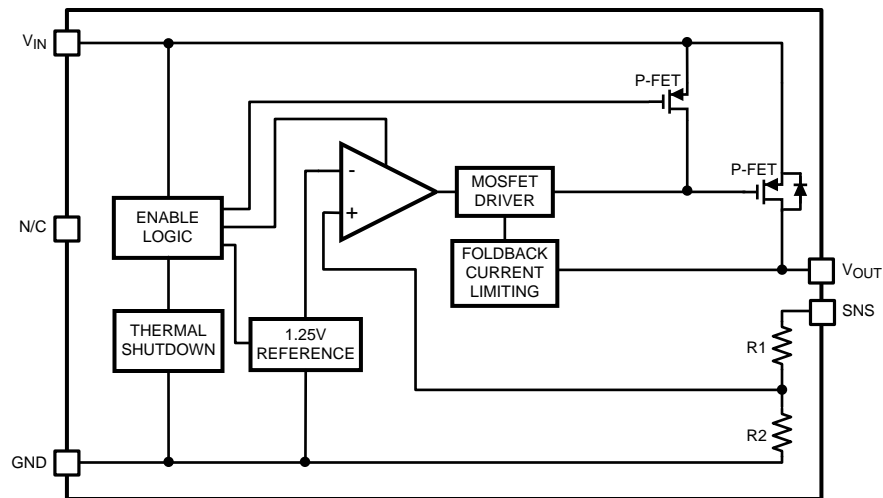 VIN
P-FET
P-FET
-
+
MOSFET
DRIVER
N/C
ENABLE
LOGIC
FOLDBACK
CURRENT
LIMITING
VOUT
SNS
THERMAL
SHUTDOWN
1.25V
REFERENCE
R1
R2
GND